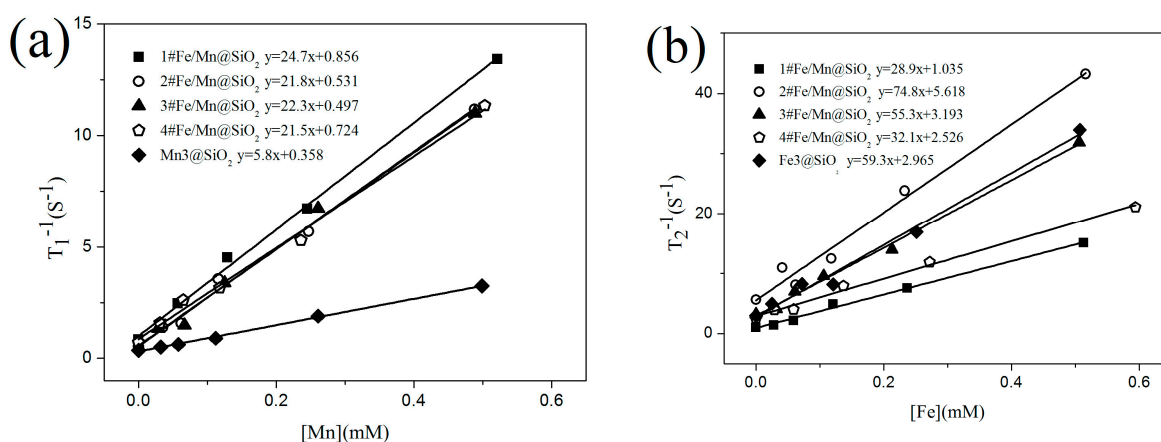 (a)
15
10
5
0
T₁⁻¹(S⁻¹)
1#Fe/Mn@SiO₂ y=24.7x+0.856
2#Fe/Mn@SiO₂ y=21.8x+0.531
3#Fe/Mn@SiO₂ y=22.3x+0.497
4#Fe/Mn@SiO₂ y=21.5x+0.724
Mn3@SiO₂ y=5.8x+0.358
0.0 0.2 0.4 0.6
[Mn](mM)
(b)
40
20
0
T₂⁻¹(S⁻¹)
1#Fe/Mn@SiO₂ y=28.9x+1.035
2#Fe/Mn@SiO₂ y=74.8x+5.618
3#Fe/Mn@SiO₂ y=55.3x+3.193
4#Fe/Mn@SiO₂ y=32.1x+2.526
Fe3@SiO₂ y=59.3x+2.965
0.0 0.2 0.4 0.6
[Fe](mM)